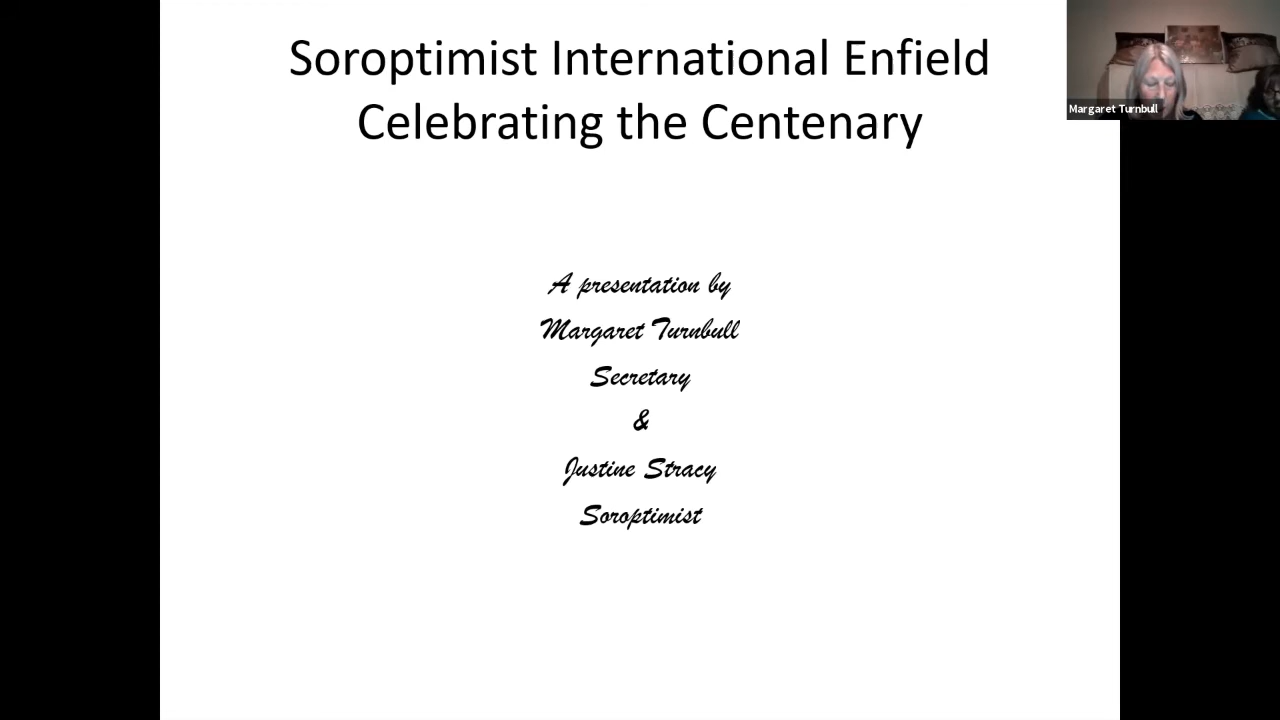 Soroptimist International Enfield
Celebrating the Centenary
Margaret Turnbull
A presentation by
Margaret Turnbull
Secretary
&
Justine Stracy
Soroptimist